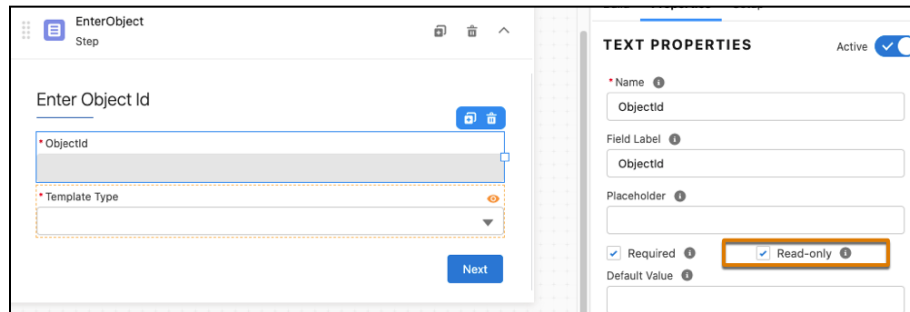 EnterObject
Step
Enter Object Id
* ObjectId
* Template Type
Next
Properties
TEXT PROPERTIES
Active
* Name
ObjectId
Field Label
ObjectId
Placeholder
Required
Read-only
Default Value